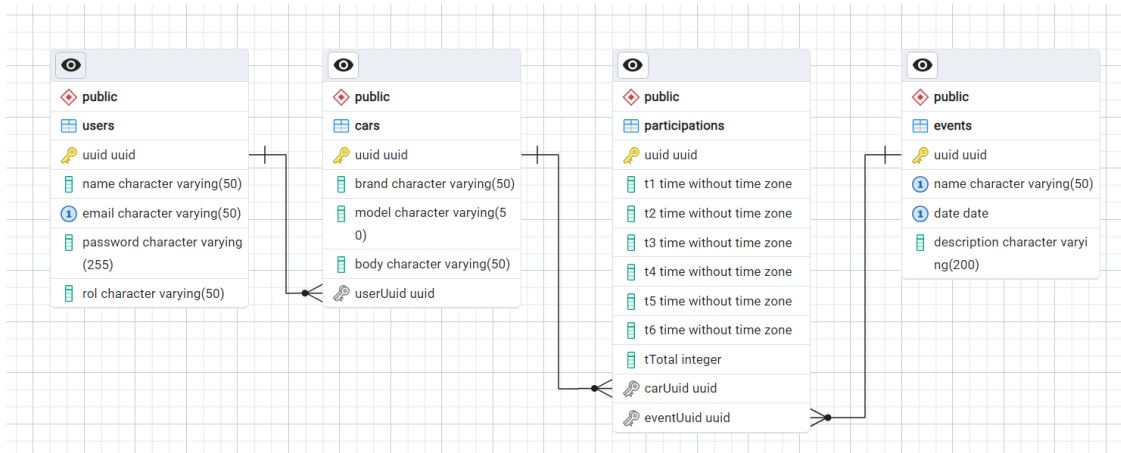 public
users
uuid uuid
name character varying(50)
1 email character varying(50)
password character varying
(255)
rol character varying(50)
public
cars
uuid uuid
brand character varying(50)
model character varying(5
0)
body character varying(50)
userUuid uuid
public
participations
uuid uuid
t1 time without time zone
t2 time without time zone
t3 time without time zone
t4 time without time zone
t5 time without time zone
t6 time without time zone
tTotal integer
carUuid uuid
eventUuid uuid
public
events
uuid uuid
1 name character varying(50)
1 date date
description character varyi
ng(200)